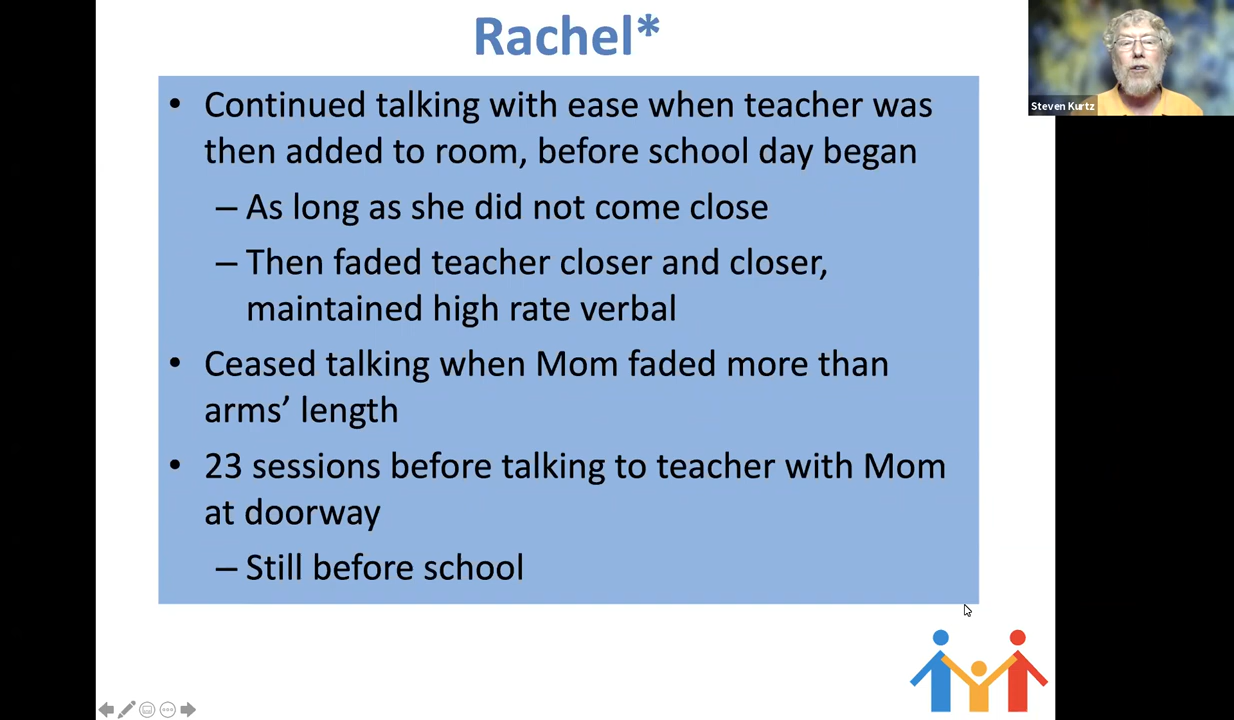 Rachel*
• Continued talking with ease when teacher was
then added to room, before school day began
– As long as she did not come close
– Then faded teacher closer and closer,
maintained high rate verbal
• Ceased talking when Mom faded more than
arms’ length
• 23 sessions before talking to teacher with Mom
at doorway
– Still before school
Steven Kurtz